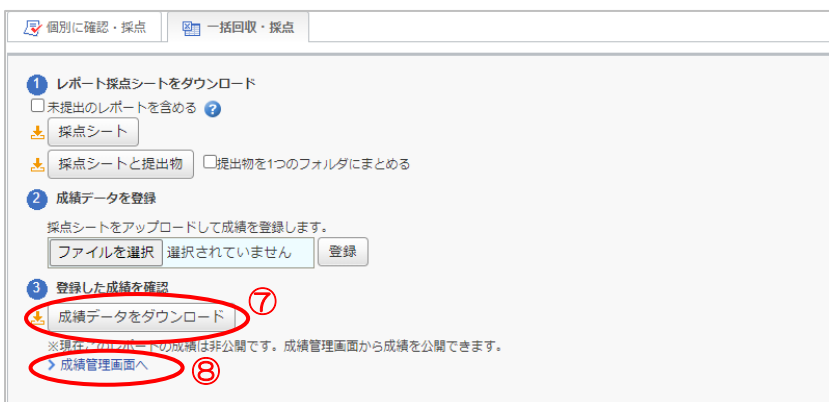 個別に確認・採点 一括回収・採点
1 レポート採点シートをダウンロード
未提出のレポートを含める ?
採点シート
採点シートと提出物 提出物を1つのフォルダにまとめる
2 成績データを登録
採点シートをアップロードして成績を登録します。
ファイルを選択 選択されていません 登録
3 登録した成績を確認
⑦
成績データをダウンロード
※現在このレポートの成績は非公開です。成績管理画面から成績を公開できます。
成績管理画面へ ⑧